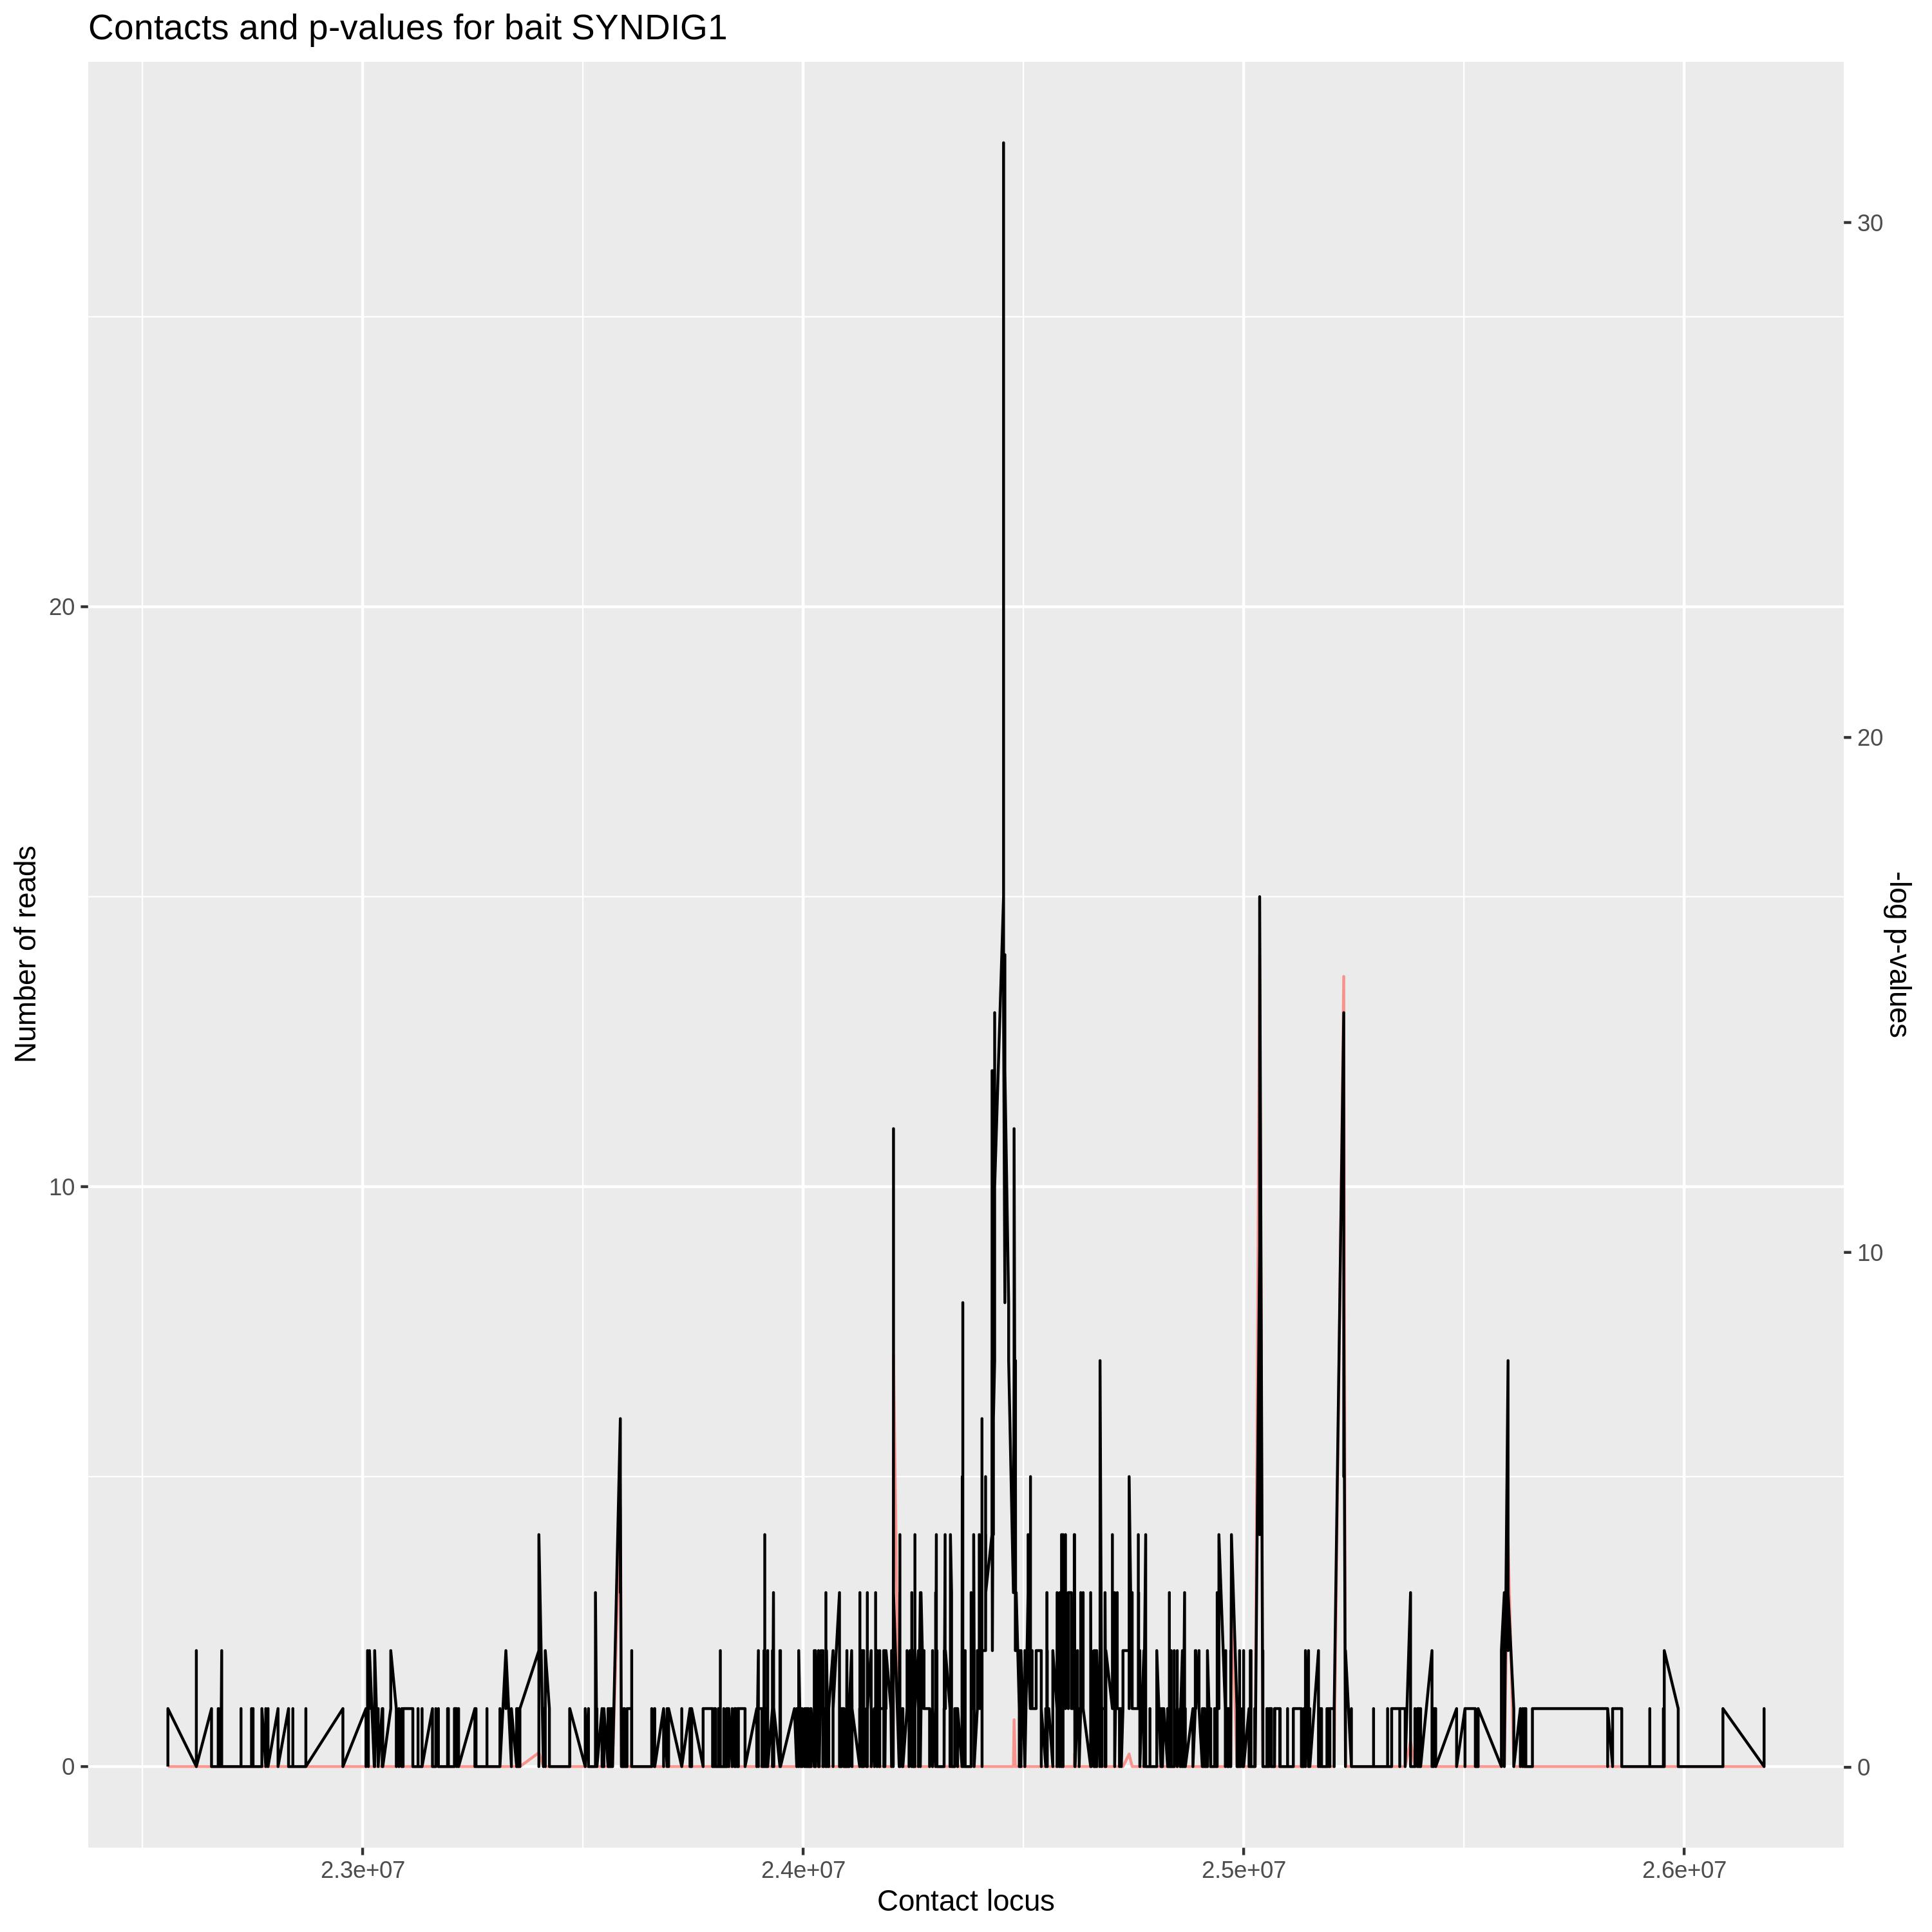 Contacts and p-values for bait SYNDIG1
Number of reads
20
10
0
30
20
10
0
-log p-values
2.3e+07
2.4e+07
2.5e+07
2.6e+07
Contact locus